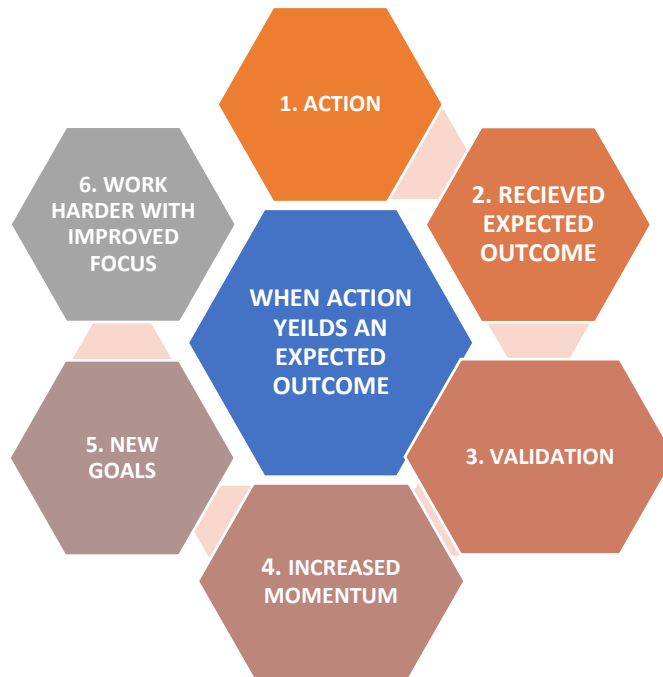 1. ACTION
2. RECIEVED
EXPECTED
OUTCOME
3. VALIDATION
4. INCREASED
MOMENTUM
5. NEW
GOALS
6. WORK
HARDER WITH
IMPROVED
FOCUS
WHEN ACTION
YEILDS AN
EXPECTED
OUTCOME